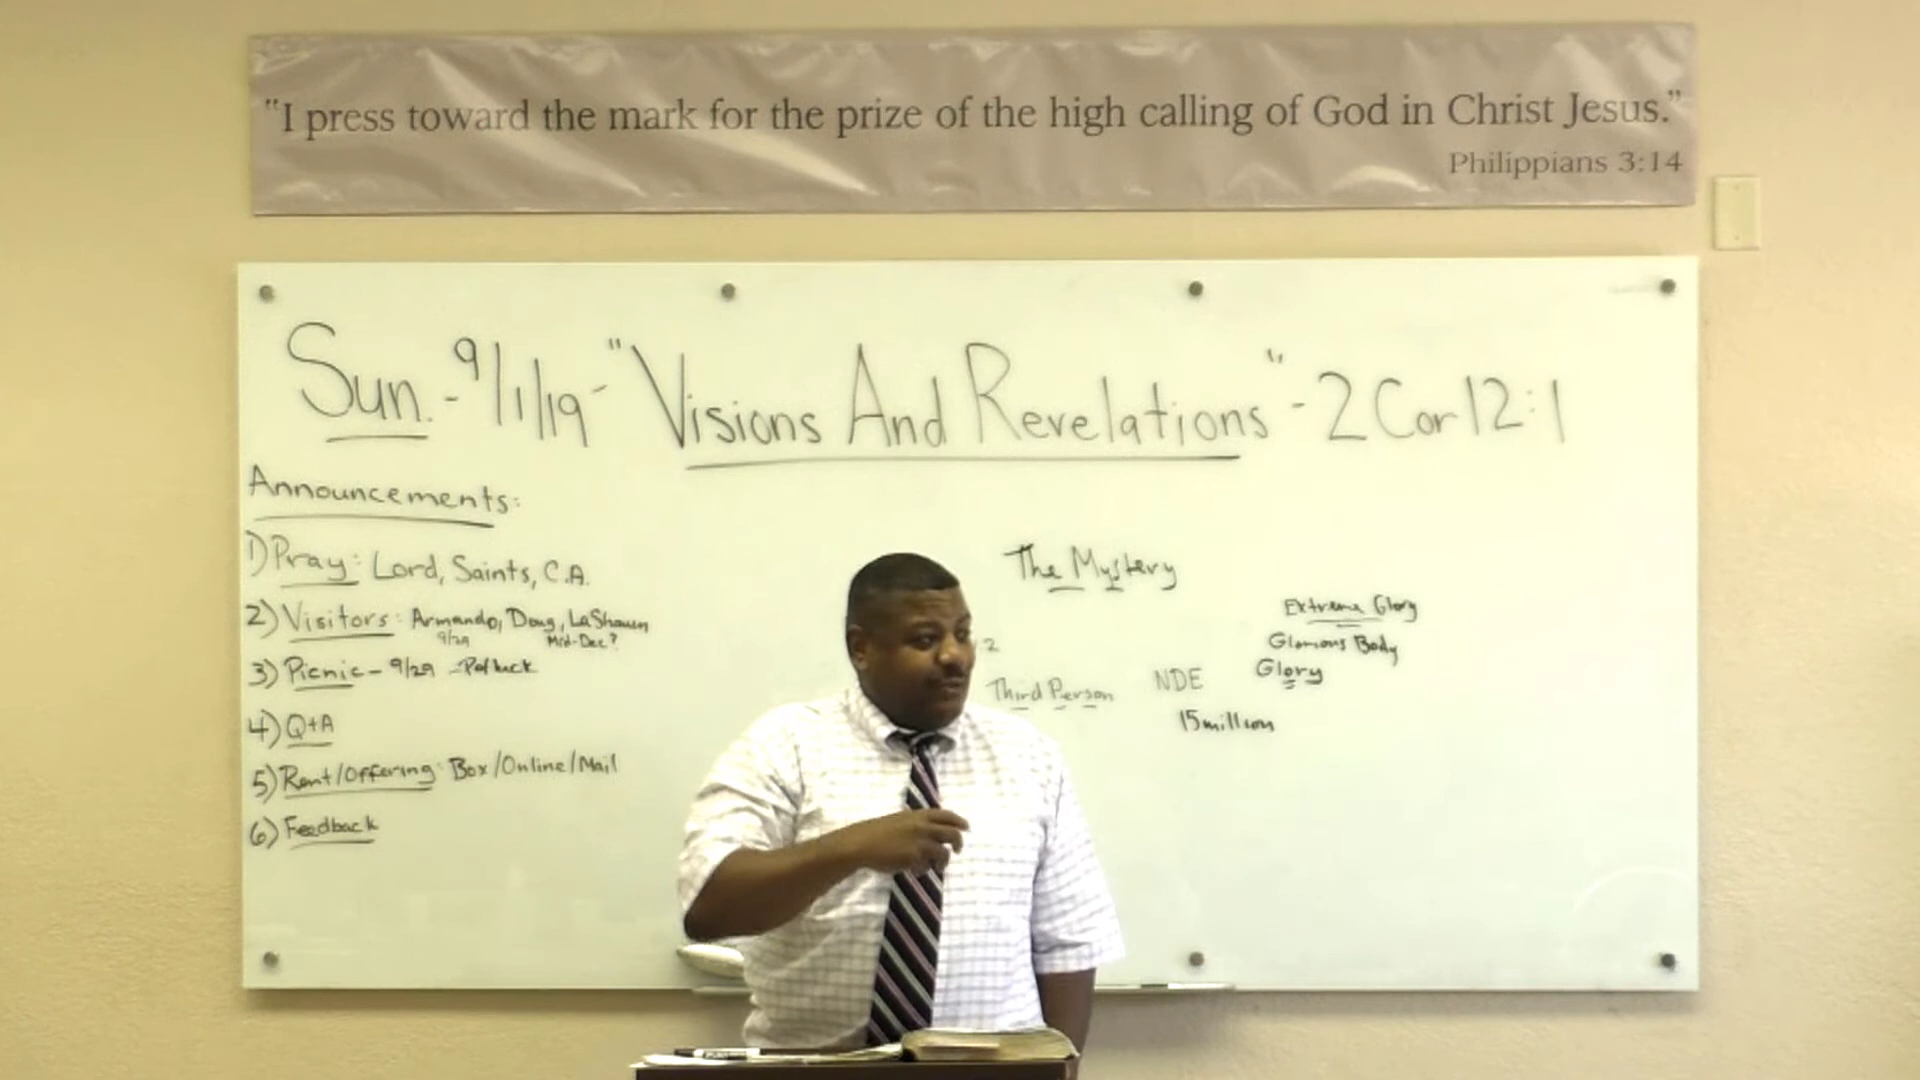 "I press toward the mark for the prize of the high calling of God in Christ Jesus."
Philippians 3:14
Sun. - 9/1/19 - "Visions And Revelations" - 2 Cor 12:1
Announcements:
1) Pray: Lord, Saints, C.A.
2) Visitors: Armando, Doug, LaShawn
9/29 Mid-Dec?
3) Picnic - 9/29 - Potluck
4) Q+A
5) Rent/Offering: Box/Online/Mail
6) Feedback
The Mystery
2
Third Person
NDE
15 million
Extreme Glory
Glorious Body
Glory